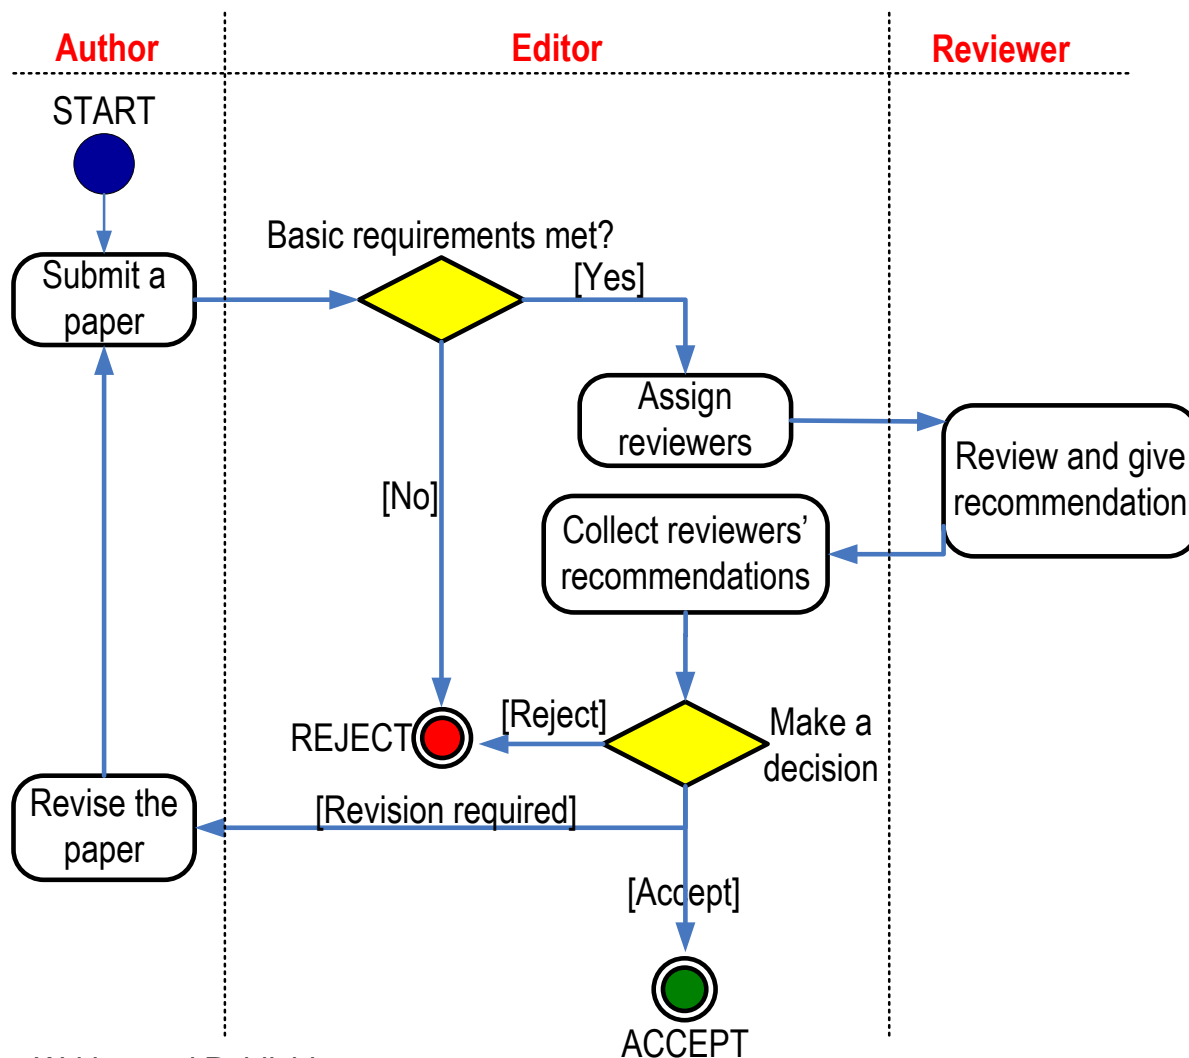 Author
Editor
Reviewer
START
Basic requirements met?
[Yes]
Submit a
paper
Assign
reviewers
Review and give
recommendation
[No]
Collect reviewers’
recommendations
[Reject]
REJECT
Make a
decision
Revise the
paper
[Revision required]
[Accept]
ACCEPT